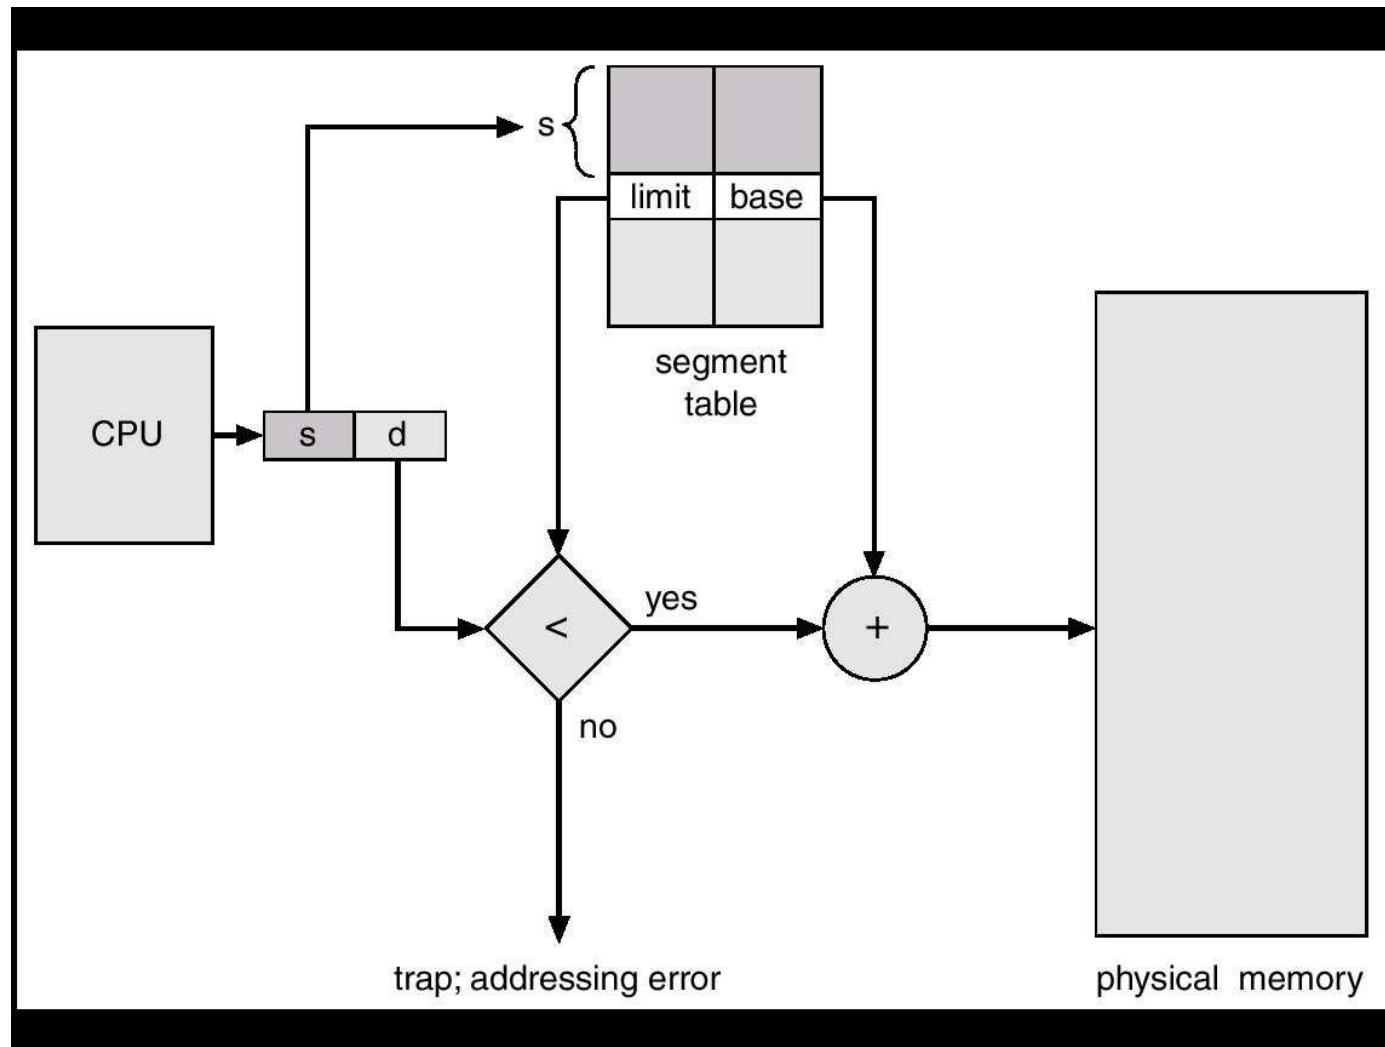 s
limit base
segment
table
CPU
s d
<
yes
+
no
trap; addressing error
physical memory